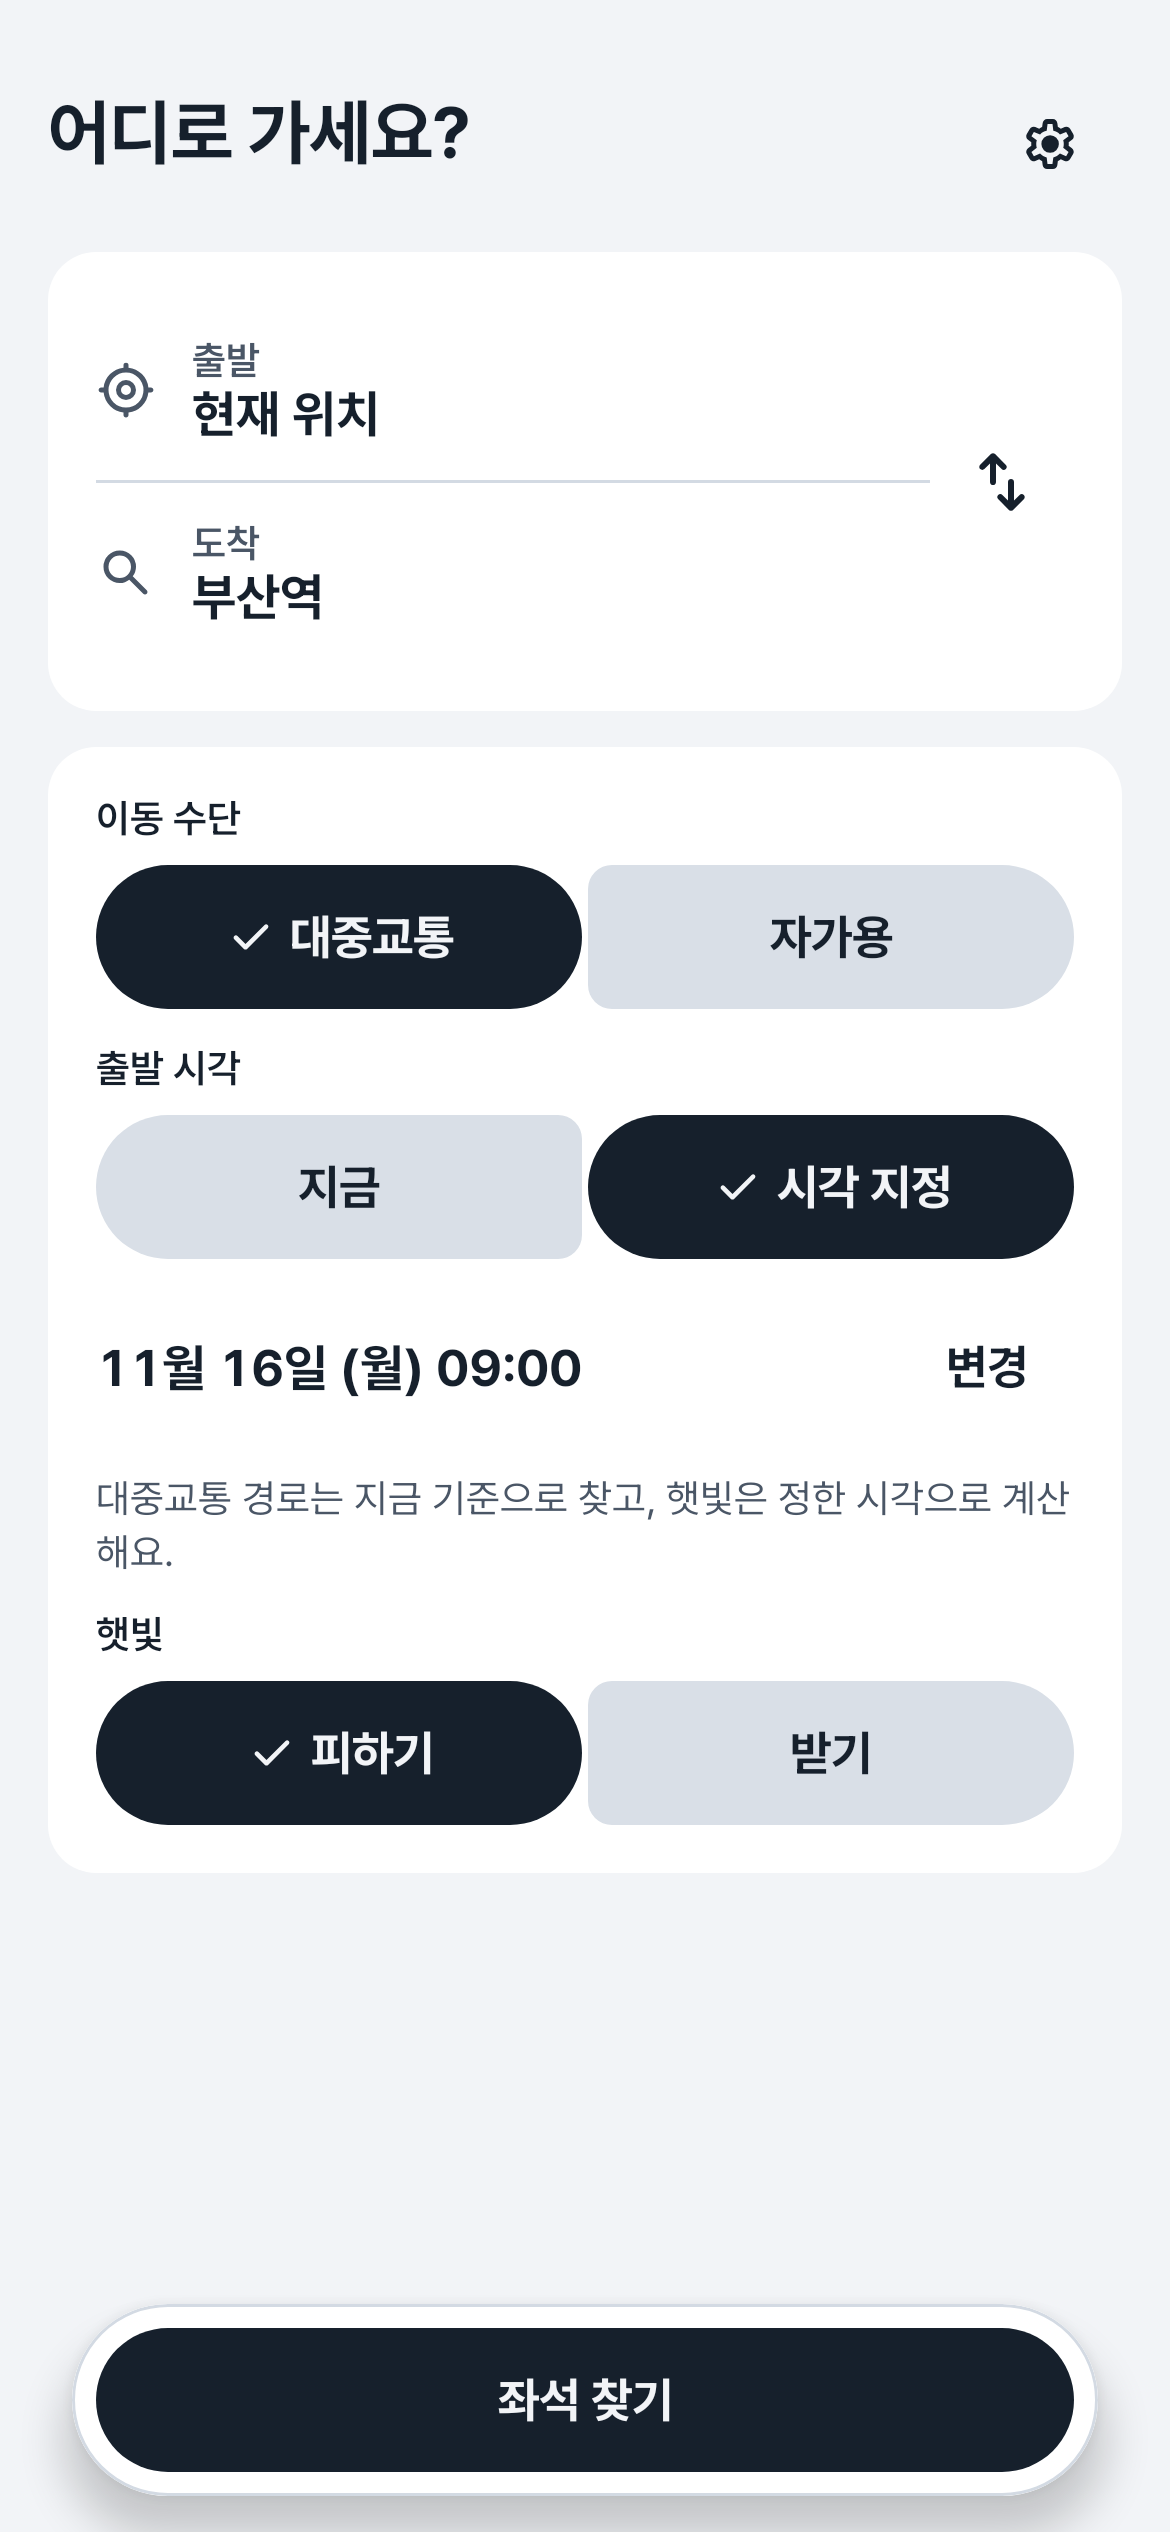 어디로 가세요?
출발
현재 위치
도착
부산역
이동 수단
대중교통
자가용
출발 시각
지금
시각 지정
11월 16일 (월) 09:00
변경
대중교통 경로는 지금 기준으로 찾고, 햇빛은 정한 시각으로 계산
해요.
햇빛
피하기
받기
좌석 찾기